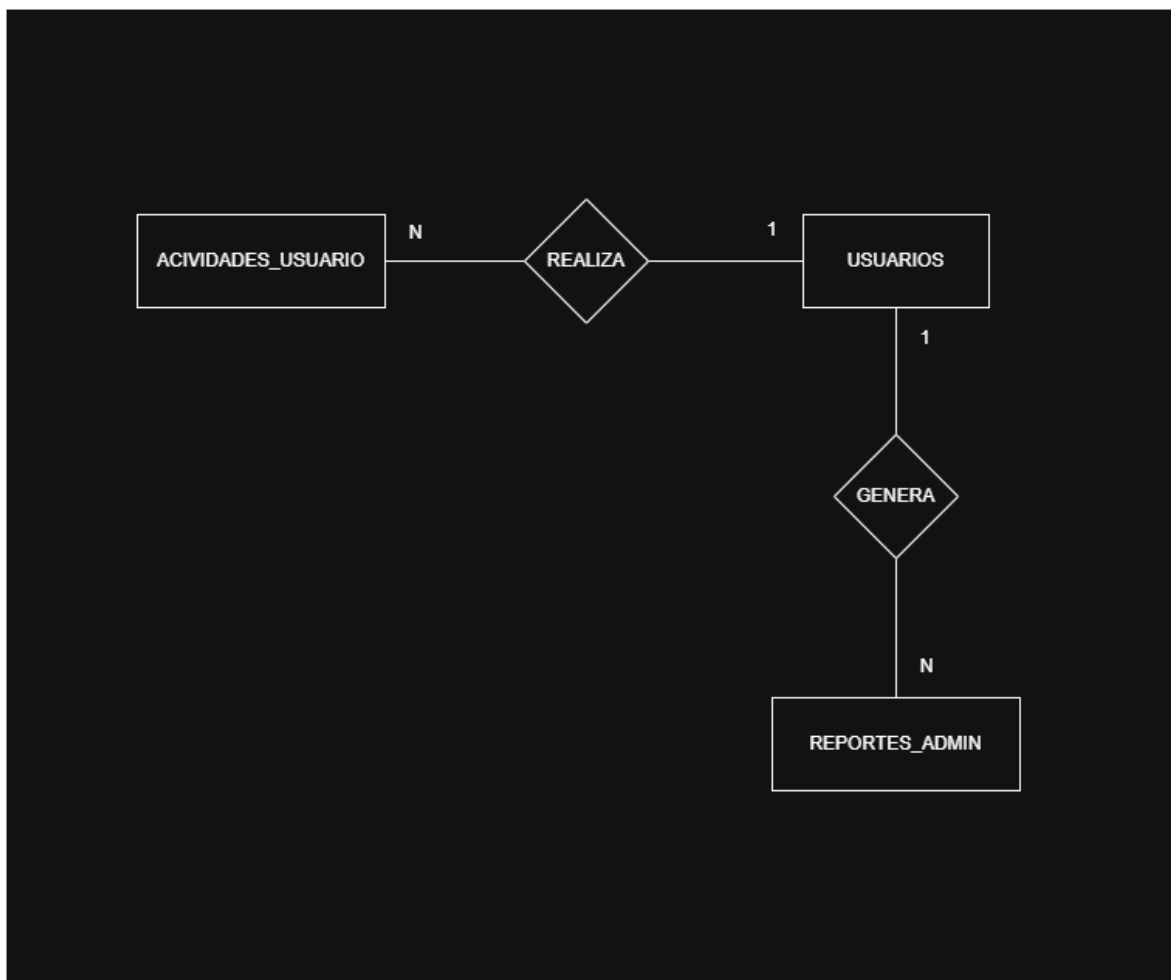 N
1
ACIVIDADES_USUARIO
REALIZA
USUARIOS
1
GENERA
N
REPORTES_ADMIN